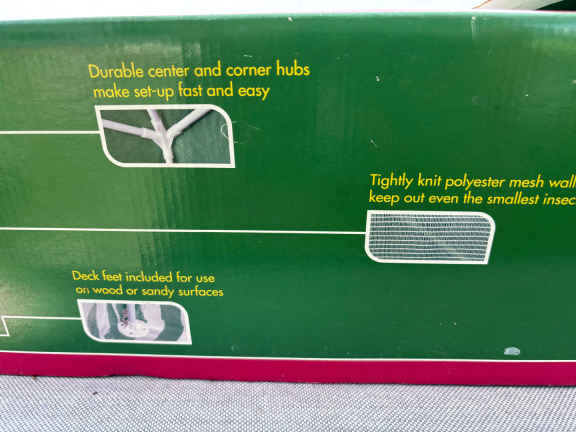 Durable center and corner hubs
make set-up fast and easy
Tightly knit polyester mesh wall
keep out even the smallest insec
Deck feet included for use
on wood or sandy surfaces